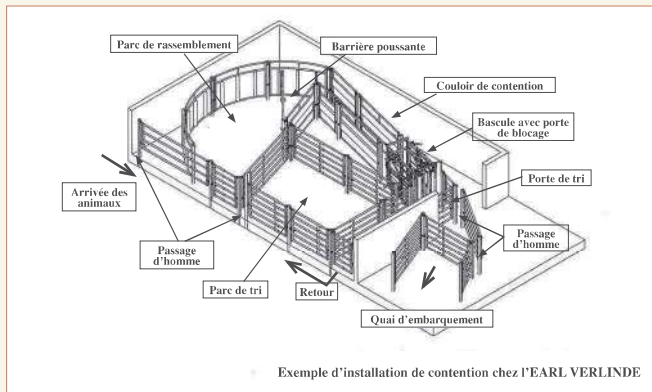 Parc de rassemblement
Barrière poussante
Couloir de contention
Bascule avec porte
de blocage
Porte de tri
Arrivée des
animaux
Passage
d'homme
Passage
d'homme
Parc de tri
Retour
Quai d'embarquement
Exemple d'installation de contention chez l'EARL VERLINDE